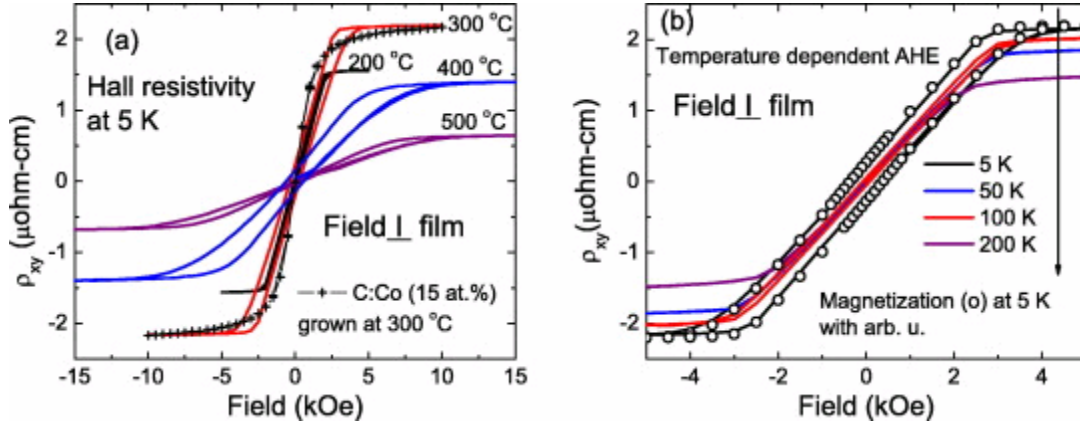 (a)
Hall resistivity
at 5 K
300 °C
200 °C
400 °C
500 °C
Field ⊥ film
C:Co (15 at.%)
grown at 300 °C
ρxy (μohm-cm)
2
1
0
-1
-2
-15 -10 -5 0 5 10 15
Field (kOe)
(b)
Temperature dependent AHE
Field ⊥ film
5 K
50 K
100 K
200 K
Magnetization (o) at 5 K
with arb. u.
ρxy (μohm-cm)
2
1
0
-1
-2
-4 -2 0 2 4
Field (kOe)